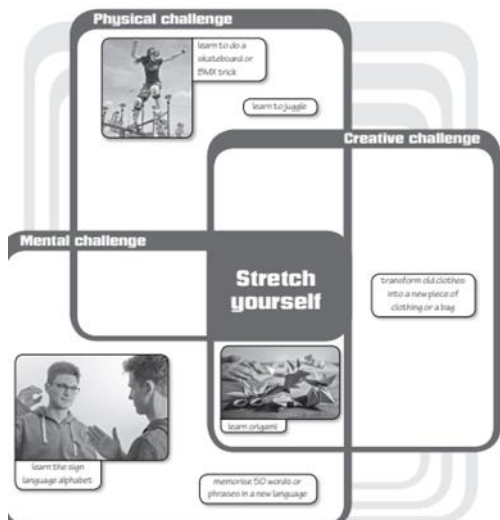 Physical challenge
learn to do a
skateboard or
BMX trick
learn to juggle
Creative challenge
Mental challenge
Stretch
yourself
transform old clothes
into a new piece of
clothing or a bag
learn origami
learn the sign
language alphabet
memorise 50 words or
phrases in a new language